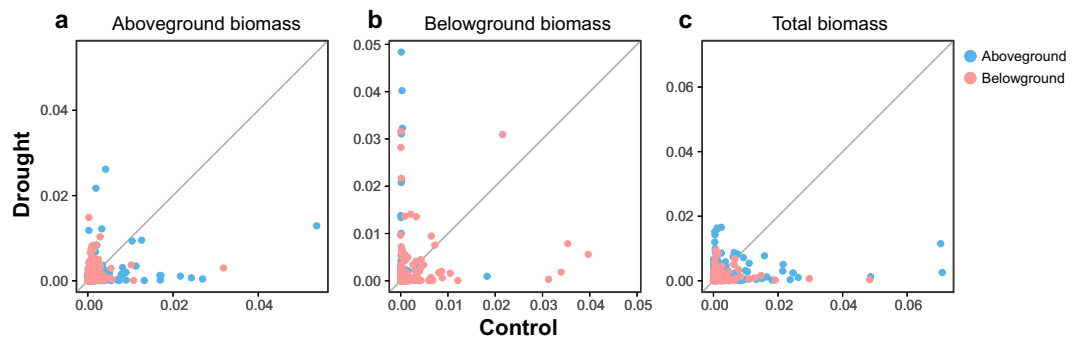 a Aboveground biomass
b Belowground biomass
c Total biomass
Drought
0.04
0.02
0.00
0.00 0.02 0.04
0.05
0.04
0.03
0.02
0.01
0.00
0.00 0.01 0.02 0.03 0.04 0.05
0.06
0.04
0.02
0.00
0.00 0.02 0.04 0.06
Control
Aboveground
Belowground